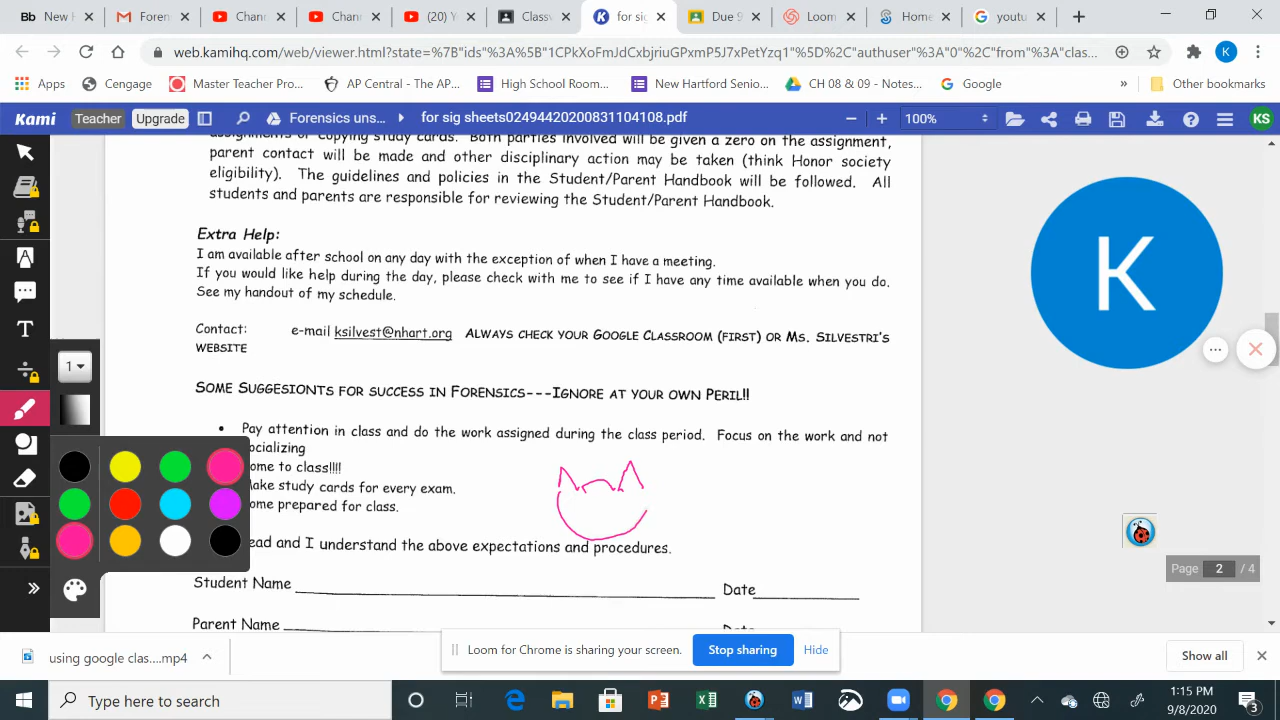 Bb New H
Foren
Chan
Chan
(20) Y
Class
for sig
Due 9
Loom
Home
youtu
web.kamihq.com/web/viewer.html?state=%7B"ids"%3A%5B"1CPkXoFmJdCxbjriuGPxmP5J7xPetYzq1"%5D%2C"authuser"%3A"0"%2C"from"%3A"clas...
K
Apps
Cengage
Master Teacher Pro...
AP Central - The AP...
High School Room...
New Hartford Senio...
CH 08 & 09 - Notes...
Google
»
Other bookmarks
Kami
Teacher
Upgrade
Forensics uns...
for sig sheets02494420200831104108.pdf
100%
KS
assignments or copying study cards. Both parties involved will be given a zero on the assignment,
parent contact will be made and other disciplinary action may be taken (think Honor society
eligibility). The guidelines and policies in the Student/Parent Handbook will be followed. All
students and parents are responsible for reviewing the Student/Parent Handbook.
Extra Help:
I am available after school on any day with the exception of when I have a meeting.
If you would like help during the day, please check with me to see if I have any time available when you do.
See my handout of my schedule.
Contact: e-mail ksilvest@nhart.org ALWAYS CHECK YOUR GOOGLE CLASSROOM (FIRST) OR MS. SILVESTRI'S
WEBSITE
SOME SUGGESIONTS FOR SUCCESS IN FORENSICS---IGNORE AT YOUR OWN PERIL!!
• Pay attention in class and do the work assigned during the class period. Focus on the work and not
ocializing
ome to class!!!!
ake study cards for every exam.
ome prepared for class.
ead and I understand the above expectations and procedures.
Student Name Date
Parent Name Date
K
1
Page 2 / 4
Loom for Chrome is sharing your screen.
Stop sharing
Hide
using google clas....mp4
Show all
Type here to search
1:15 PM
9/8/2020
3